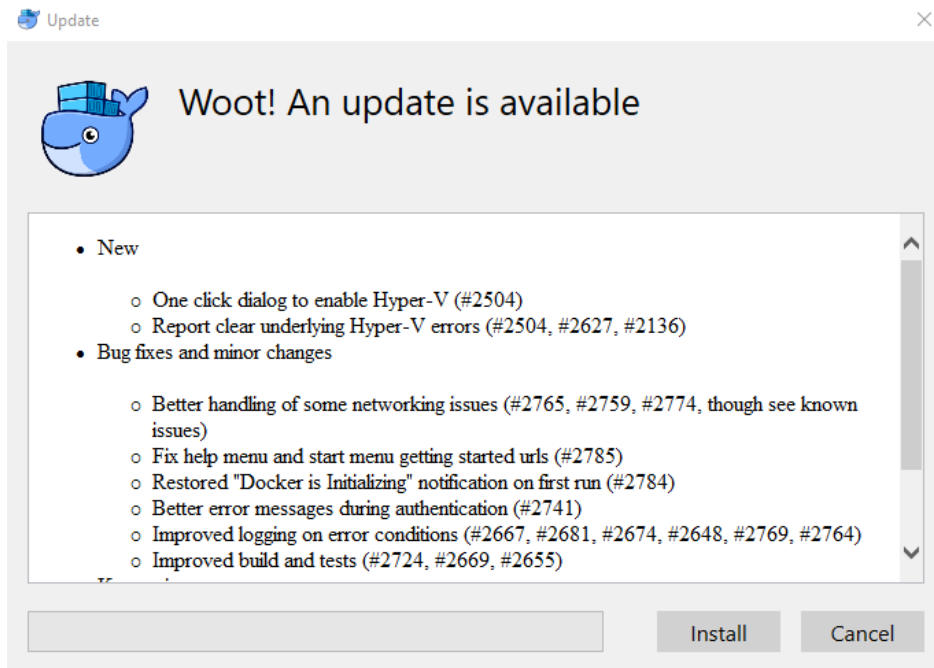 Update
Woot! An update is available
• New
o One click dialog to enable Hyper-V (#2504)
o Report clear underlying Hyper-V errors (#2504, #2627, #2136)
• Bug fixes and minor changes
o Better handling of some networking issues (#2765, #2759, #2774, though see known
issues)
o Fix help menu and start menu getting started urls (#2785)
o Restored "Docker is Initializing" notification on first run (#2784)
o Better error messages during authentication (#2741)
o Improved logging on error conditions (#2667, #2681, #2674, #2648, #2769, #2764)
o Improved build and tests (#2724, #2669, #2655)
Install
Cancel